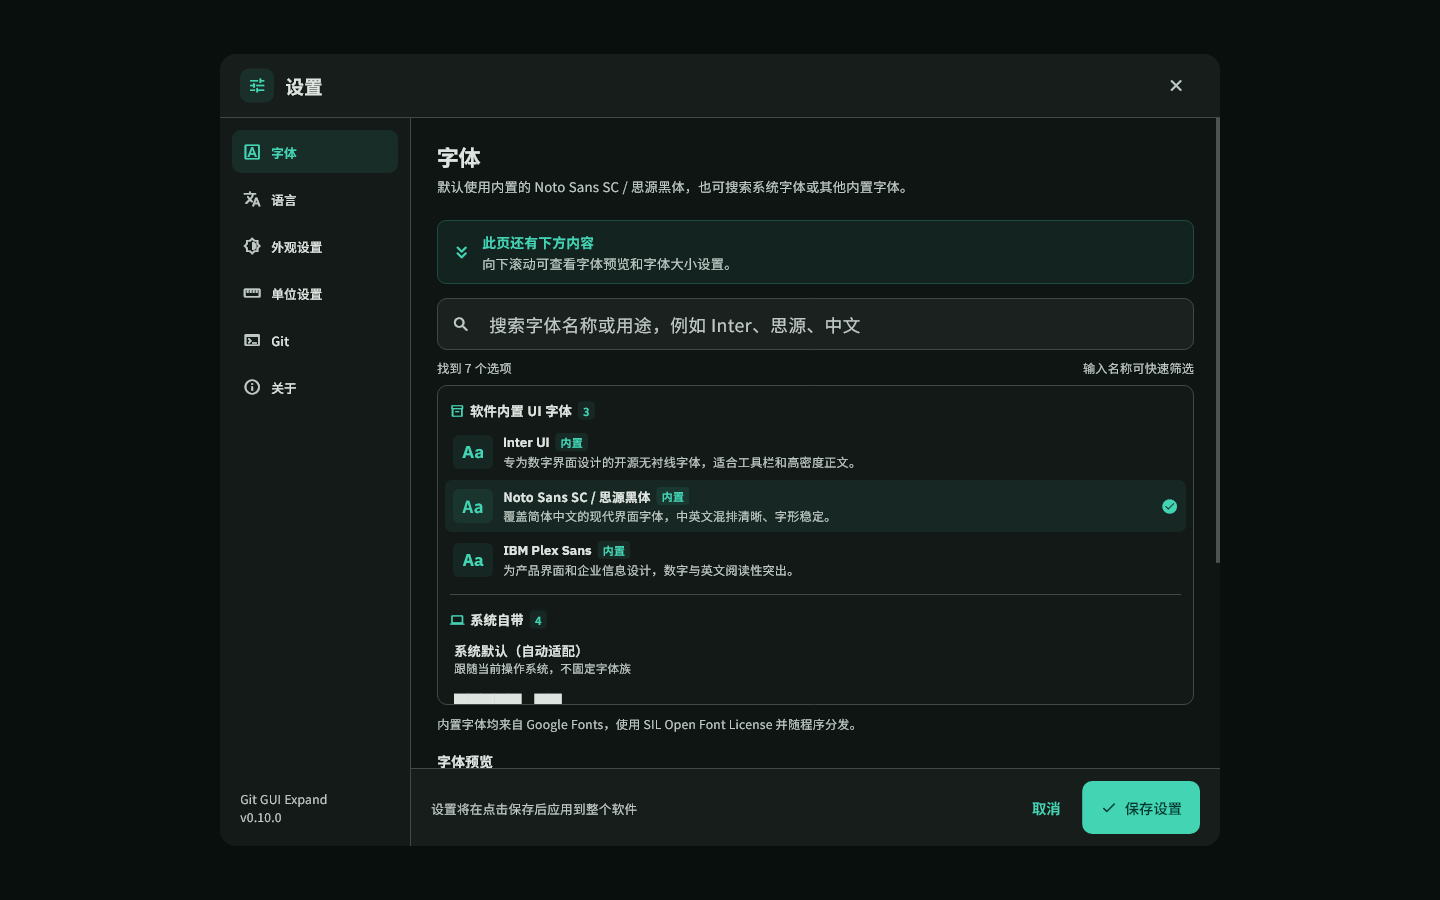 设置
字体
语言
外观设置
单位设置
Git
关于
Git GUI Expand
v0.10.0
字体
默认使用内置的 Noto Sans SC / 思源黑体，也可搜索系统字体或其他内置字体。
此页还有下方内容
向下滚动可查看字体预览和字体大小设置。
搜索字体名称或用途，例如 Inter、思源、中文
找到 7 个选项
输入名称可快速筛选
软件内置 UI 字体 3
Aa
Inter UI 内置
专为数字界面设计的开源无衬线字体，适合工具栏和高密度正文。
Aa
Noto Sans SC / 思源黑体 内置
覆盖简体中文的现代界面字体，中英文混排清晰、字形稳定。
Aa
IBM Plex Sans 内置
为产品界面和企业信息设计，数字与英文阅读性突出。
系统自带 4
系统默认（自动适配）
跟随当前操作系统，不固定字体族
内置字体均来自 Google Fonts，使用 SIL Open Font License 并随程序分发。
字体预览
设置将在点击保存后应用到整个软件
取消
保存设置